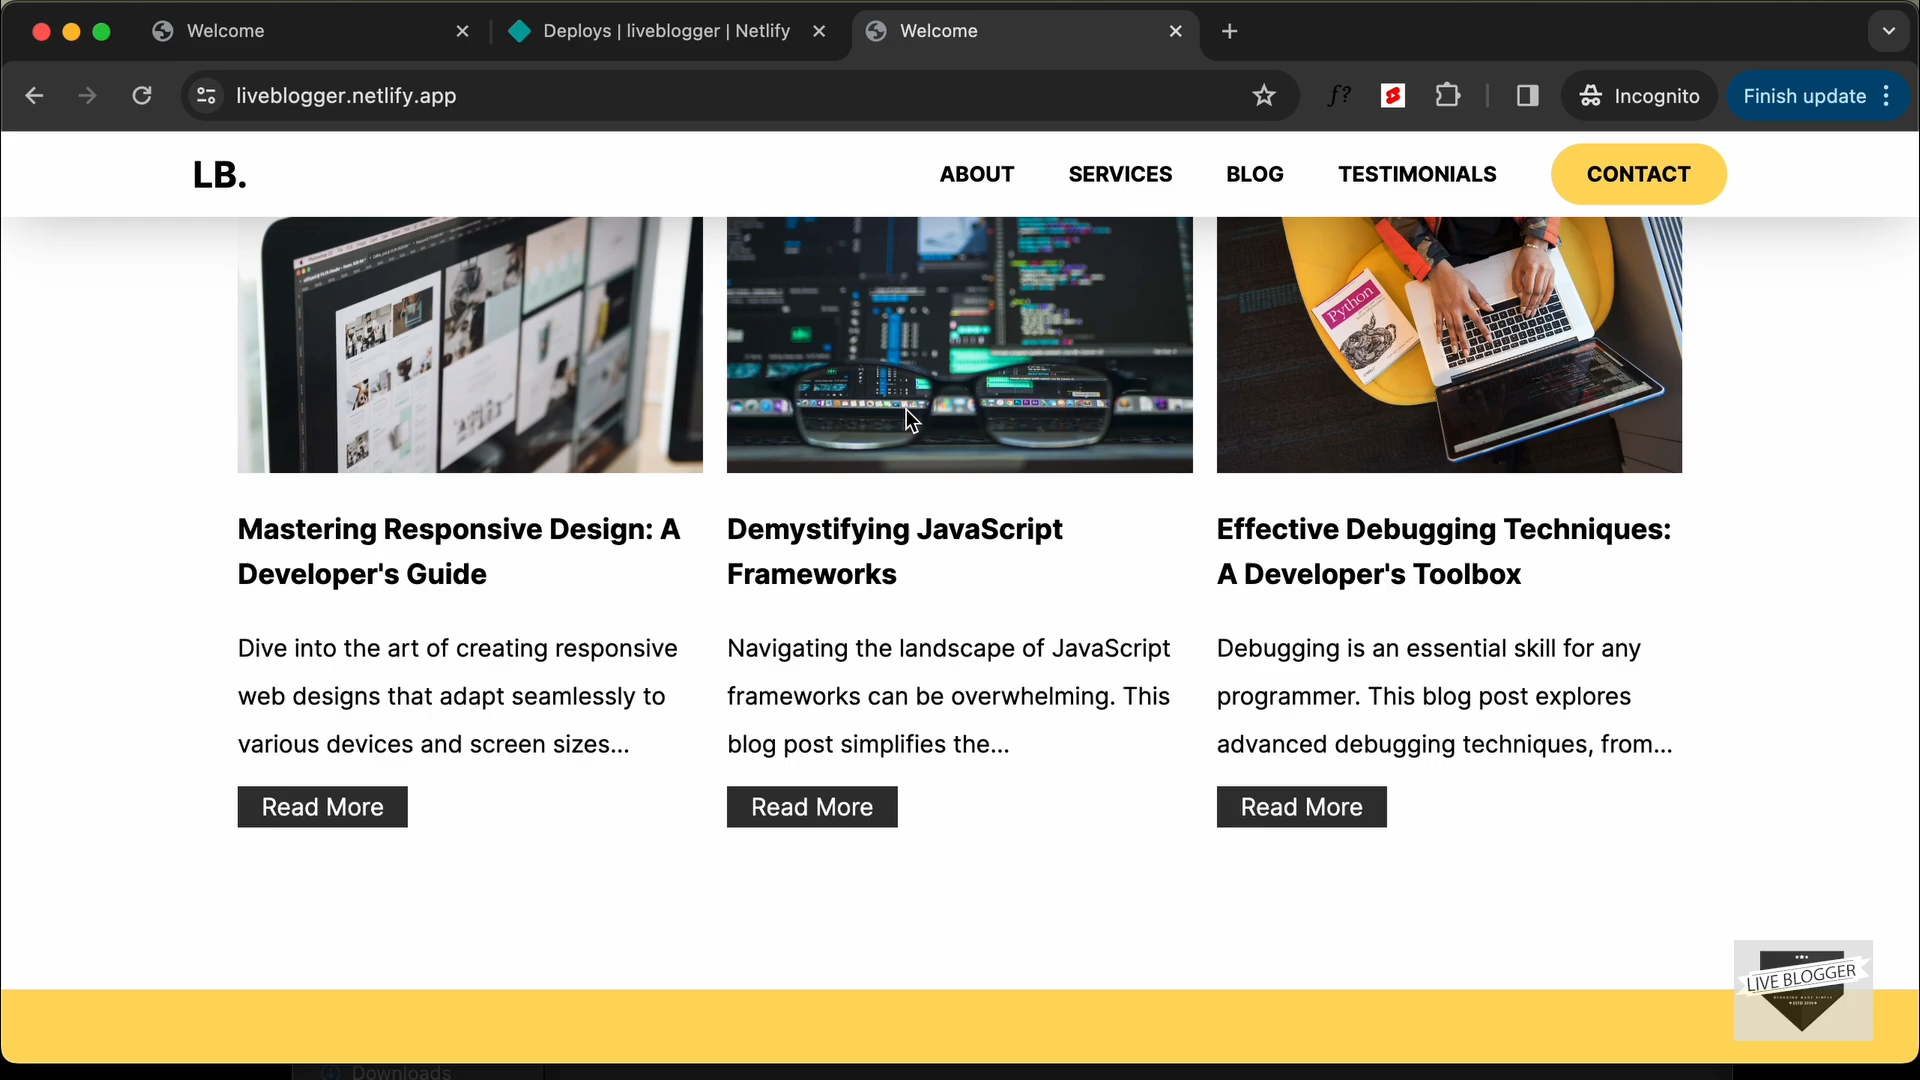 Welcome
Deploys | liveblogger | Netlify
Welcome
liveblogger.netlify.app
f?
Incognito
Finish update
LB.
ABOUT
SERVICES
BLOG
TESTIMONIALS
CONTACT
Python
Mastering Responsive Design: A
Developer's Guide
Demystifying JavaScript
Frameworks
Effective Debugging Techniques:
A Developer's Toolbox
Dive into the art of creating responsive
web designs that adapt seamlessly to
various devices and screen sizes...
Navigating the landscape of JavaScript
frameworks can be overwhelming. This
blog post simplifies the...
Debugging is an essential skill for any
programmer. This blog post explores
advanced debugging techniques, from...
Read More
Read More
Read More
LIVE BLOGGER
Downloads